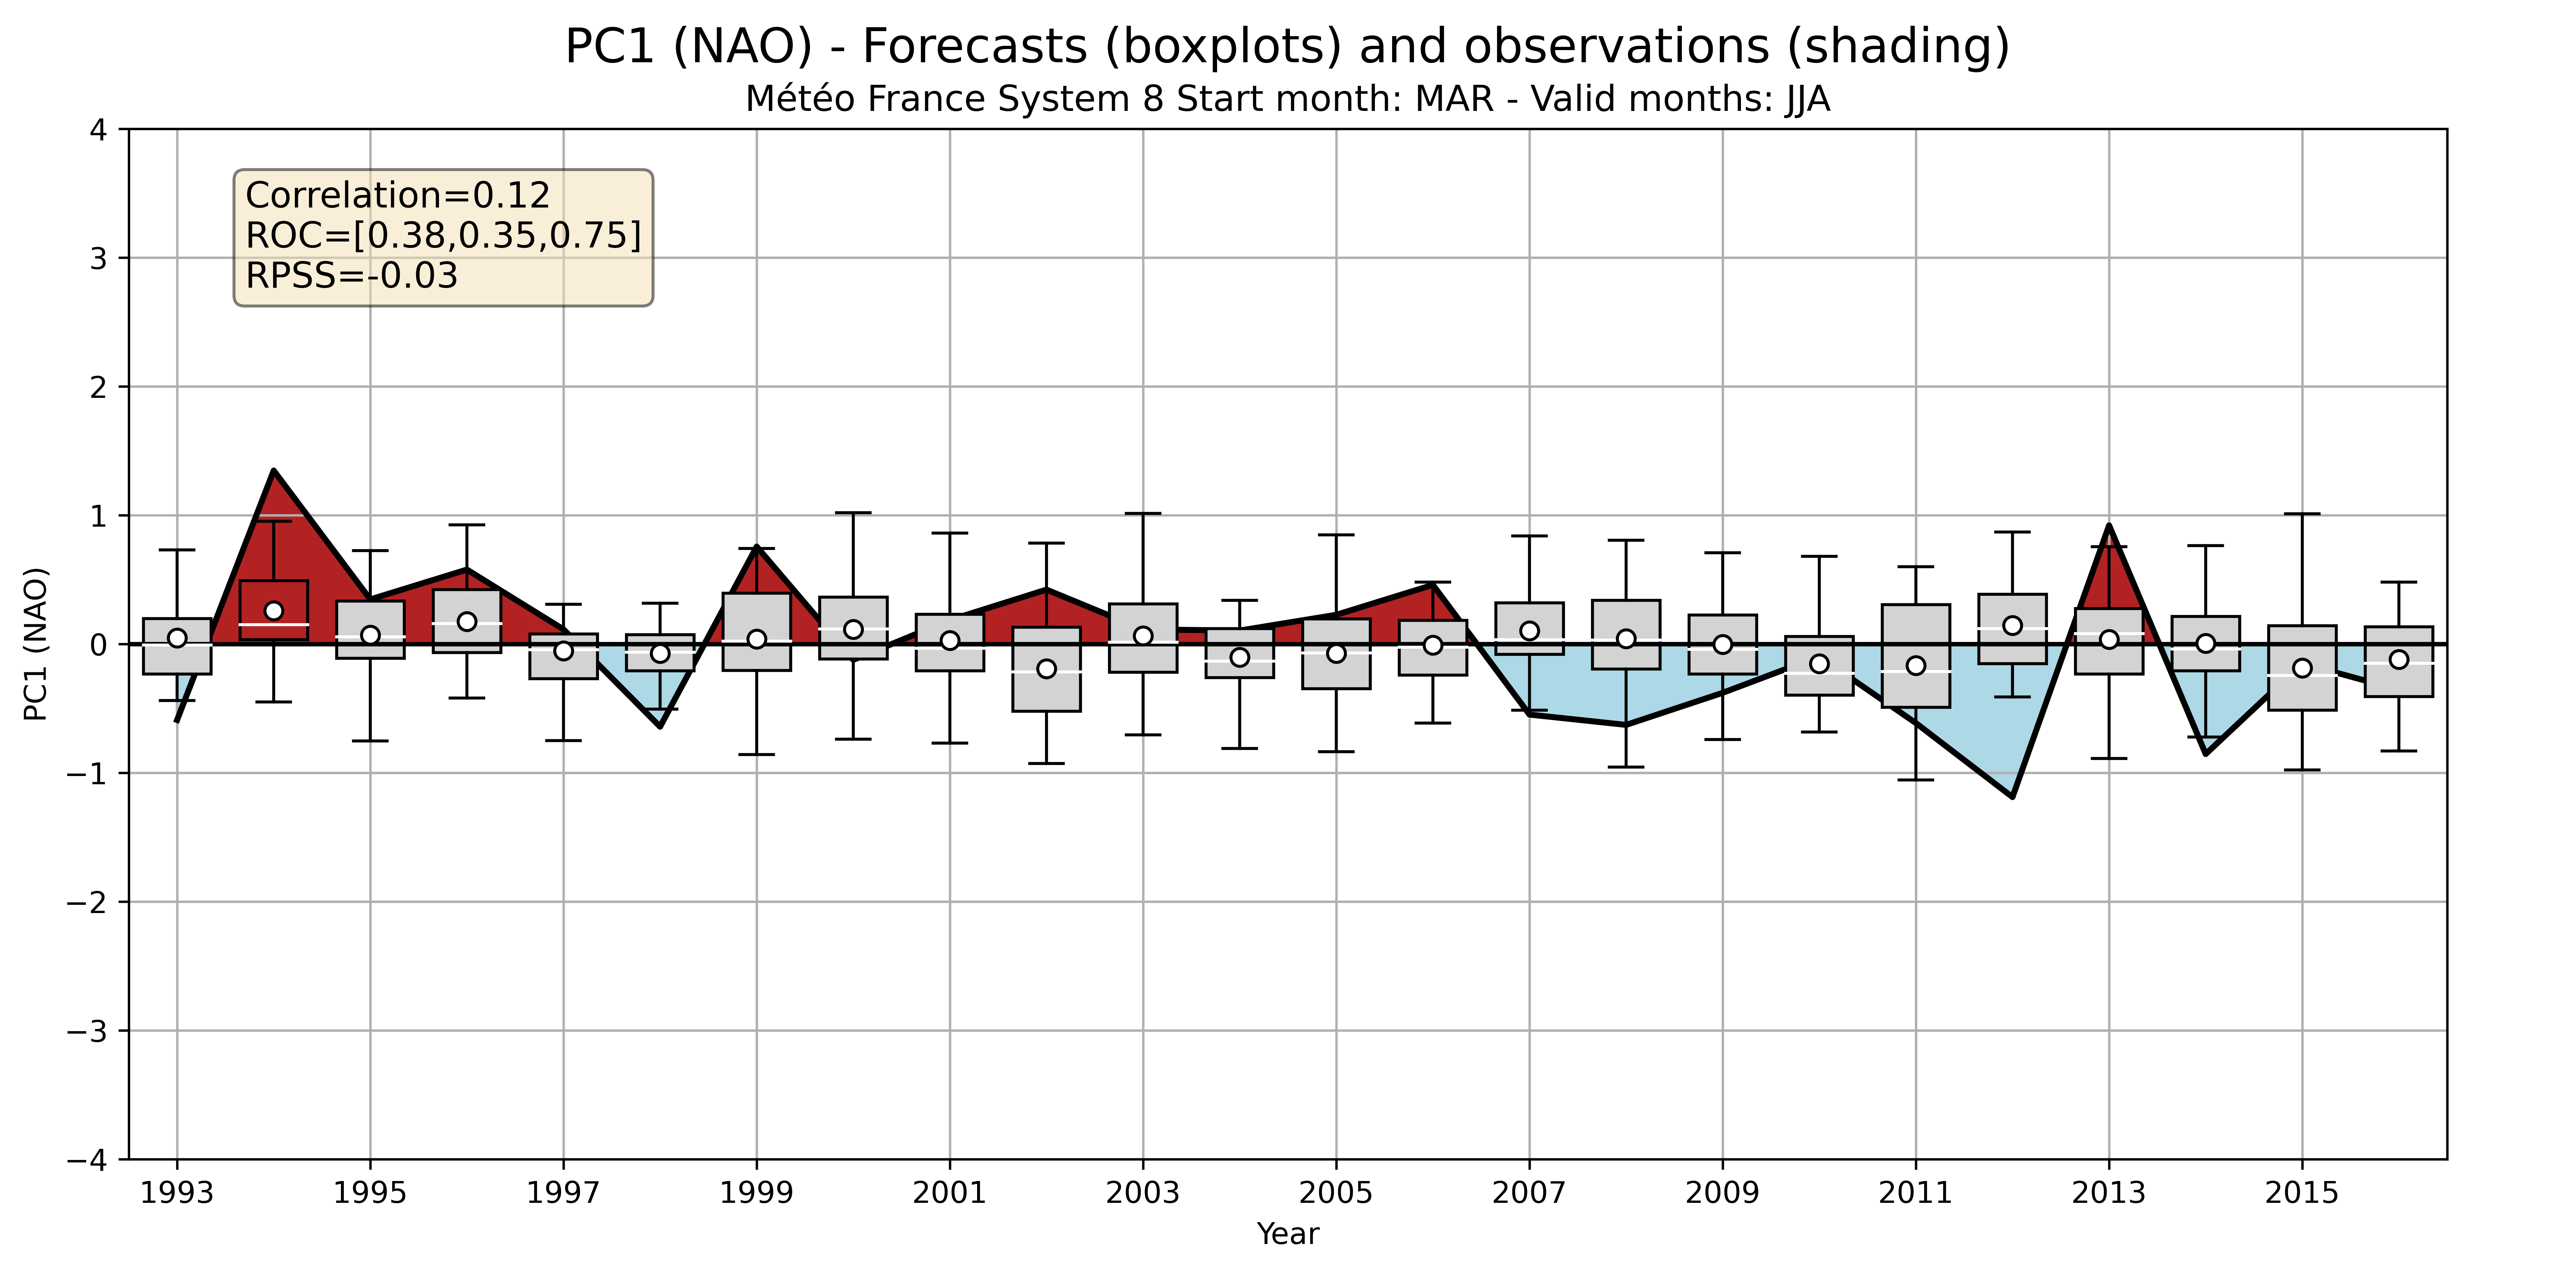 PC1 (NAO) - Forecasts (boxplots) and observations (shading)
Météo France System 8 Start month: MAR - Valid months: JJA
Correlation=0.12
ROC=[0.38,0.35,0.75]
RPSS=-0.03
PC1 (NAO)
4
3
2
1
0
−1
−2
−3
−4
1993 1995 1997 1999 2001 2003 2005 2007 2009 2011 2013 2015
Year